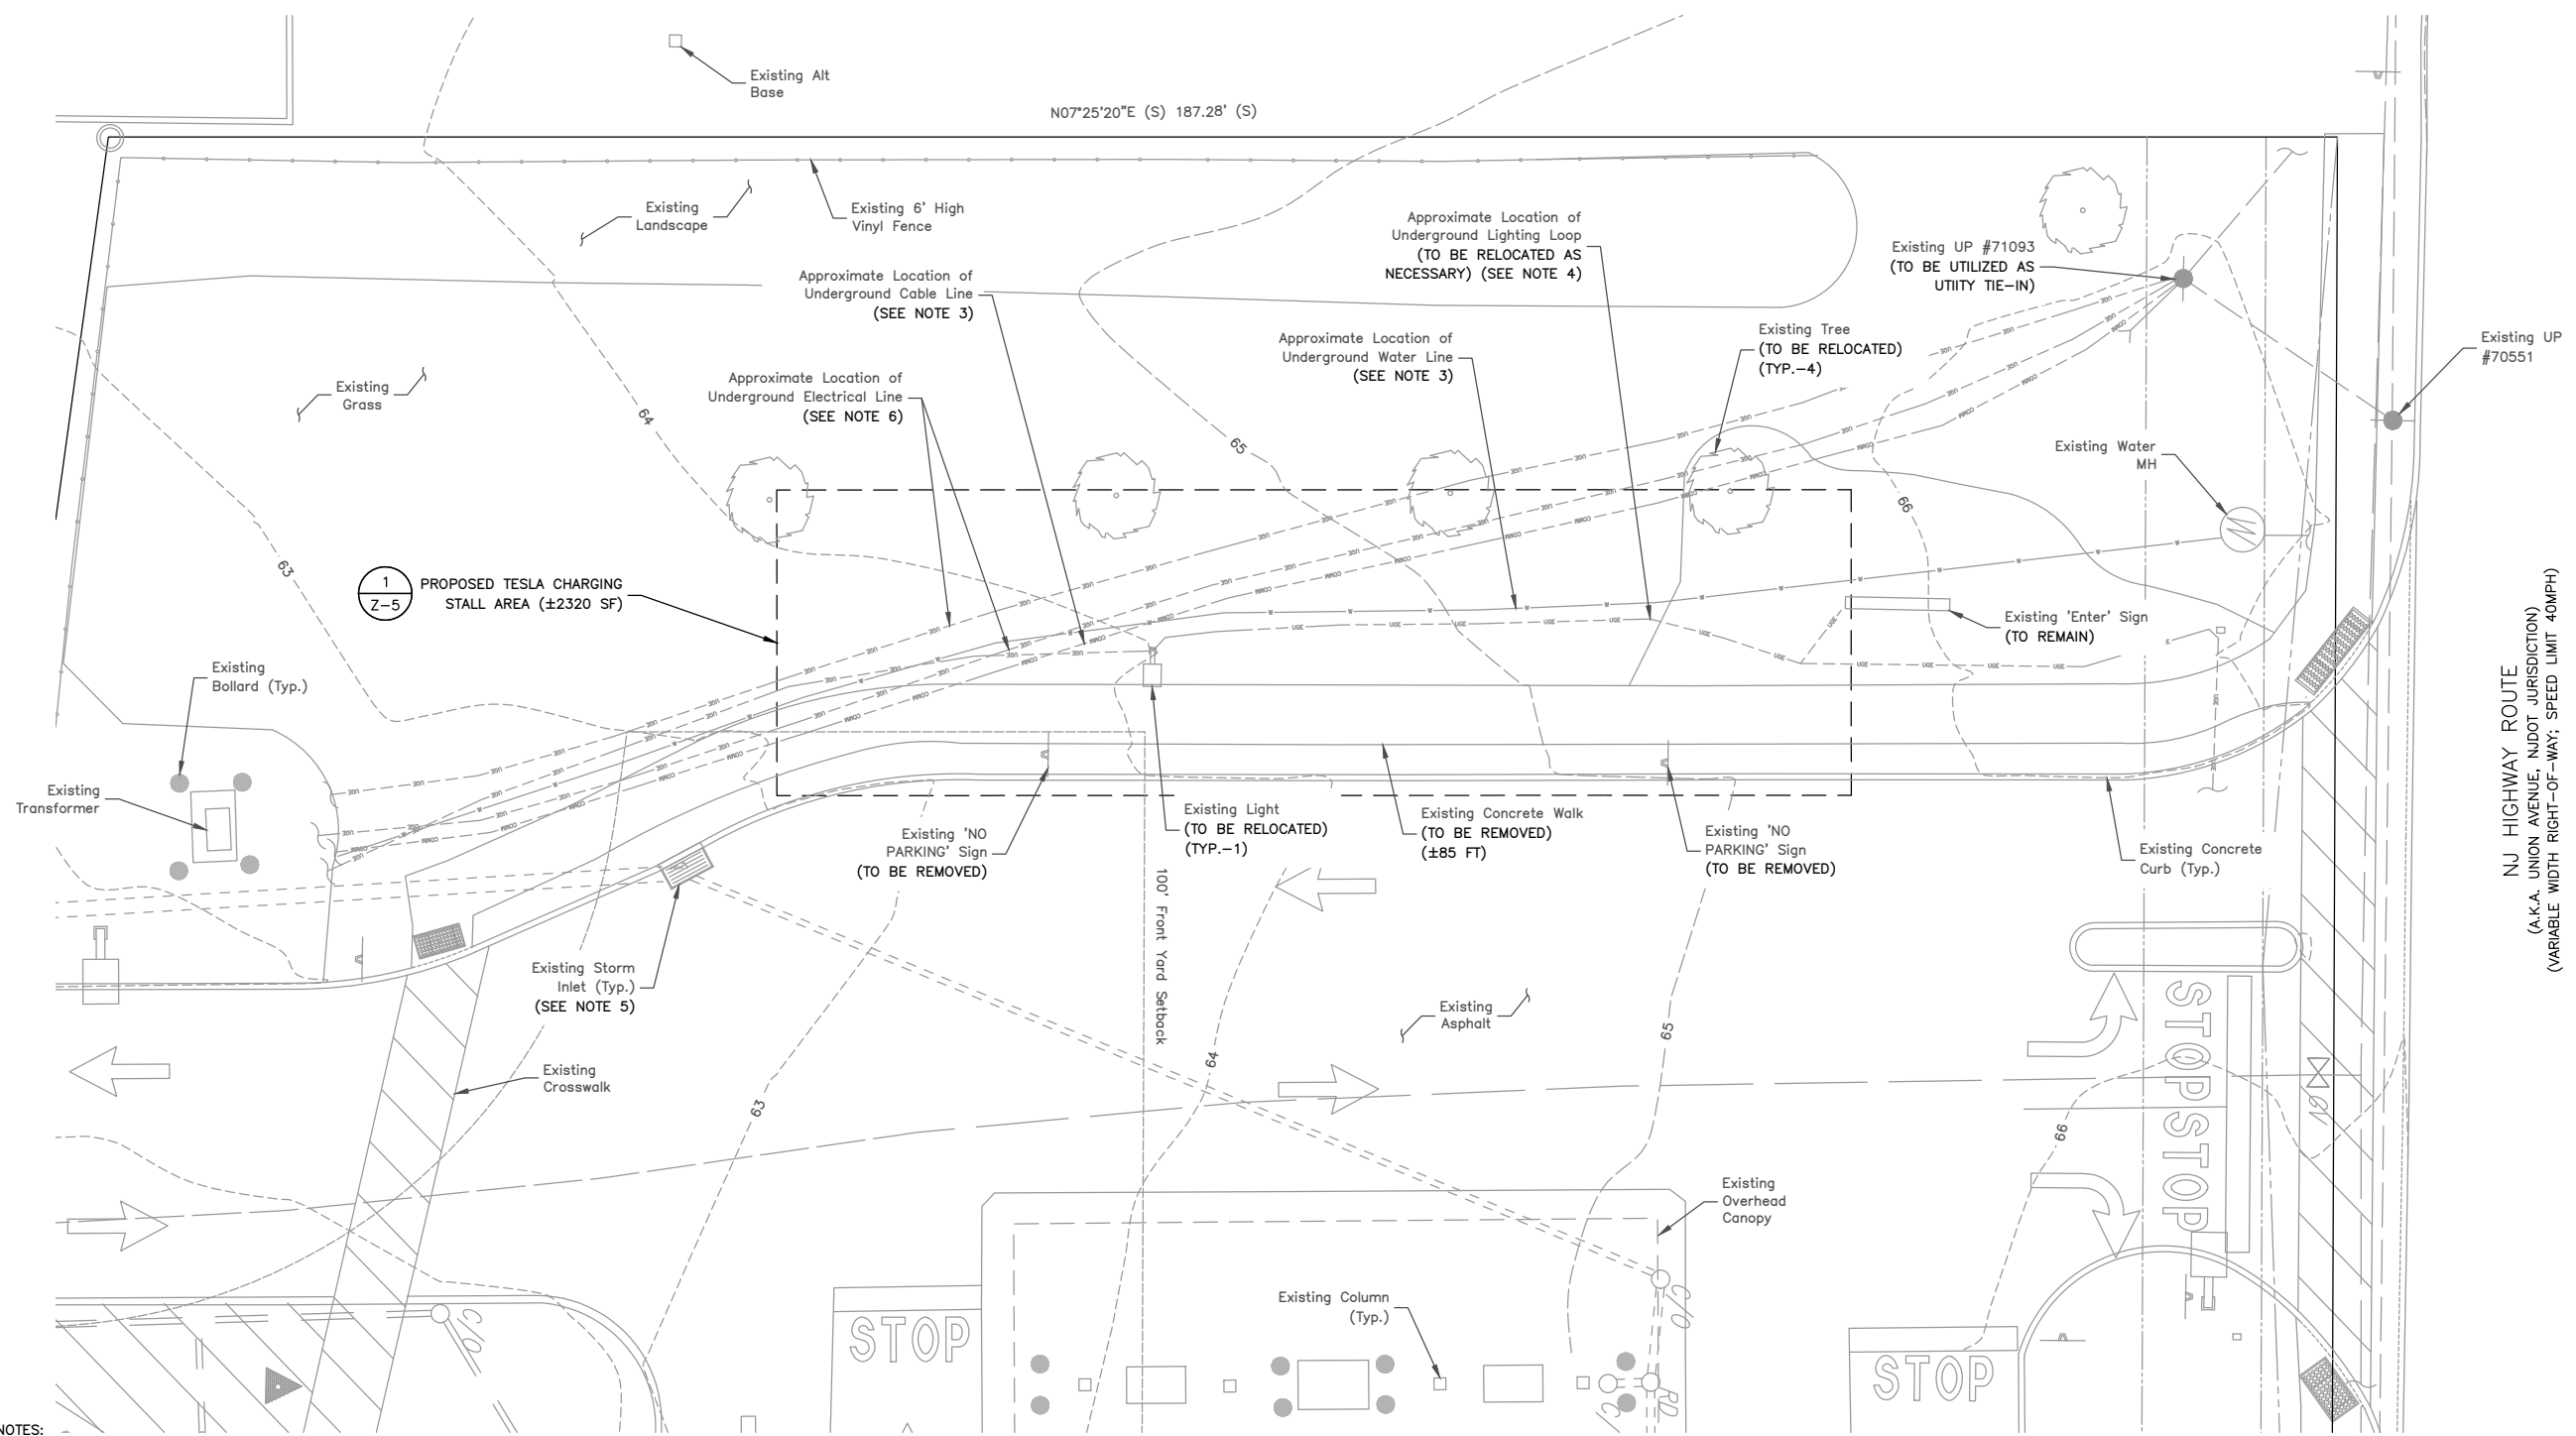 Existing Alt
Base
N07°25'20"E (S) 187.28' (S)
Existing
Landscape
Existing 6' High
Vinyl Fence
Approximate Location of
Underground Lighting Loop
(TO BE RELOCATED AS
NECESSARY) (SEE NOTE 4)
Existing UP #71093
(TO BE UTILIZED AS
UTIITY TIE-IN)
Approximate Location of
Underground Cable Line
(SEE NOTE 3)
Approximate Location of
Underground Water Line
(SEE NOTE 3)
Existing Tree
(TO BE RELOCATED)
(TYP.-4)
Existing UP
#70551
Existing
Grass
64
Approximate Location of
Underground Electrical Line
(SEE NOTE 6)
65
Existing Water
MH
66
W
63
1
Z-5
PROPOSED TESLA CHARGING
STALL AREA (±2320 SF)
Existing 'Enter' Sign
(TO REMAIN)
Existing
Bollard (Typ.)
Existing
Transformer
NJ HIGHWAY ROUTE
(A.K.A. UNION AVENUE, NJDOT JURISDICTION)
(VARIABLE WIDTH RIGHT-OF-WAY; SPEED LIMIT 40MPH)
UGE
COMM
W
E
Existing 'NO
PARKING' Sign
(TO BE REMOVED)
Existing Light
(TO BE RELOCATED)
(TYP.-1)
Existing Concrete Walk
(TO BE REMOVED)
(±85 FT)
Existing 'NO
PARKING' Sign
(TO BE REMOVED)
Existing Concrete
Curb (Typ.)
100' Front Yard Setback
Existing Storm
Inlet (Typ.)
(SEE NOTE 5)
Existing
Asphalt
Existing
Crosswalk
63
64
65
66
STOP
STOP
GV
Existing
Overhead
Canopy
Existing Column
(Typ.)
C/O
C/O
RD
STOP
STOP
NOTES: